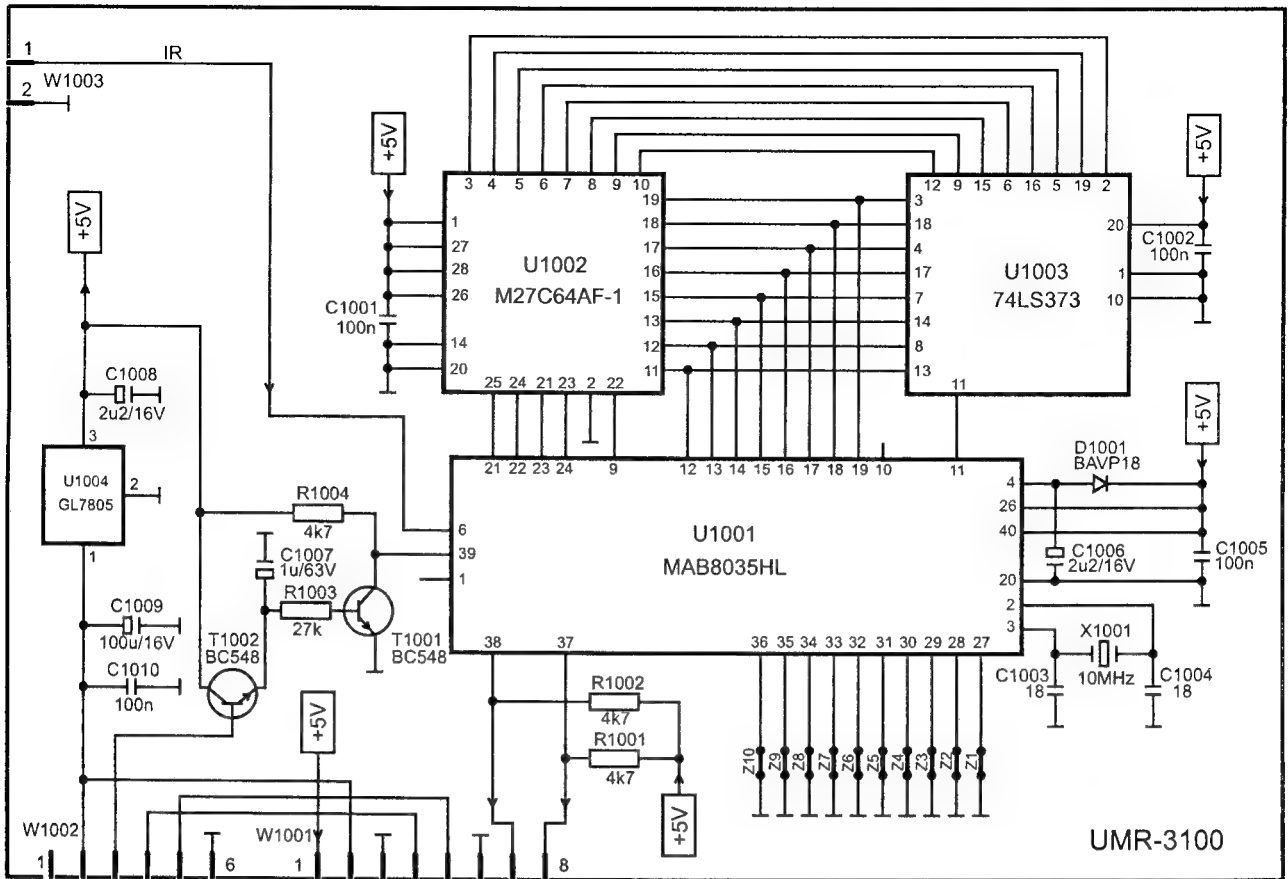 1
IR
W1003
2
+5V
+5V
+5V
3 4 5 6 7 8 9 10
12 9 15 6 16 5 19 2
1
27
28
26
14
20
U1002
M27C64AF-1
19
18
17
16
15
13
12
11
3
18
4
17
7
14
8
13
U1003
74LS373
20
1
10
C1002
100n
C1001
100n
25 24 21 23 2 22
11
C1008
2u2/16V
3
U1004
GL7805
2
1
21 22 23 24 9 12 13 14 15 16 17 18 19 10 11
D1001
BAVP18
+5V
R1004
4k7
C1007
1u/63V
R1003
27k
6
39
1
U1001
MAB8035HL
4
26
40
20
2
3
C1006
2u2/16V
C1005
100n
C1009
100u/16V
C1010
100n
T1002
BC548
T1001
BC548
38 37 36 35 34 33 32 31 30 29 28 27
X1001
10MHz
C1003
18
C1004
18
R1002
4k7
R1001
4k7
+5V
+5V
Z10 Z9 Z8 Z7 Z6 Z5 Z4 Z3 Z2 Z1
W1002
1
6
W1001
1
8
UMR-3100